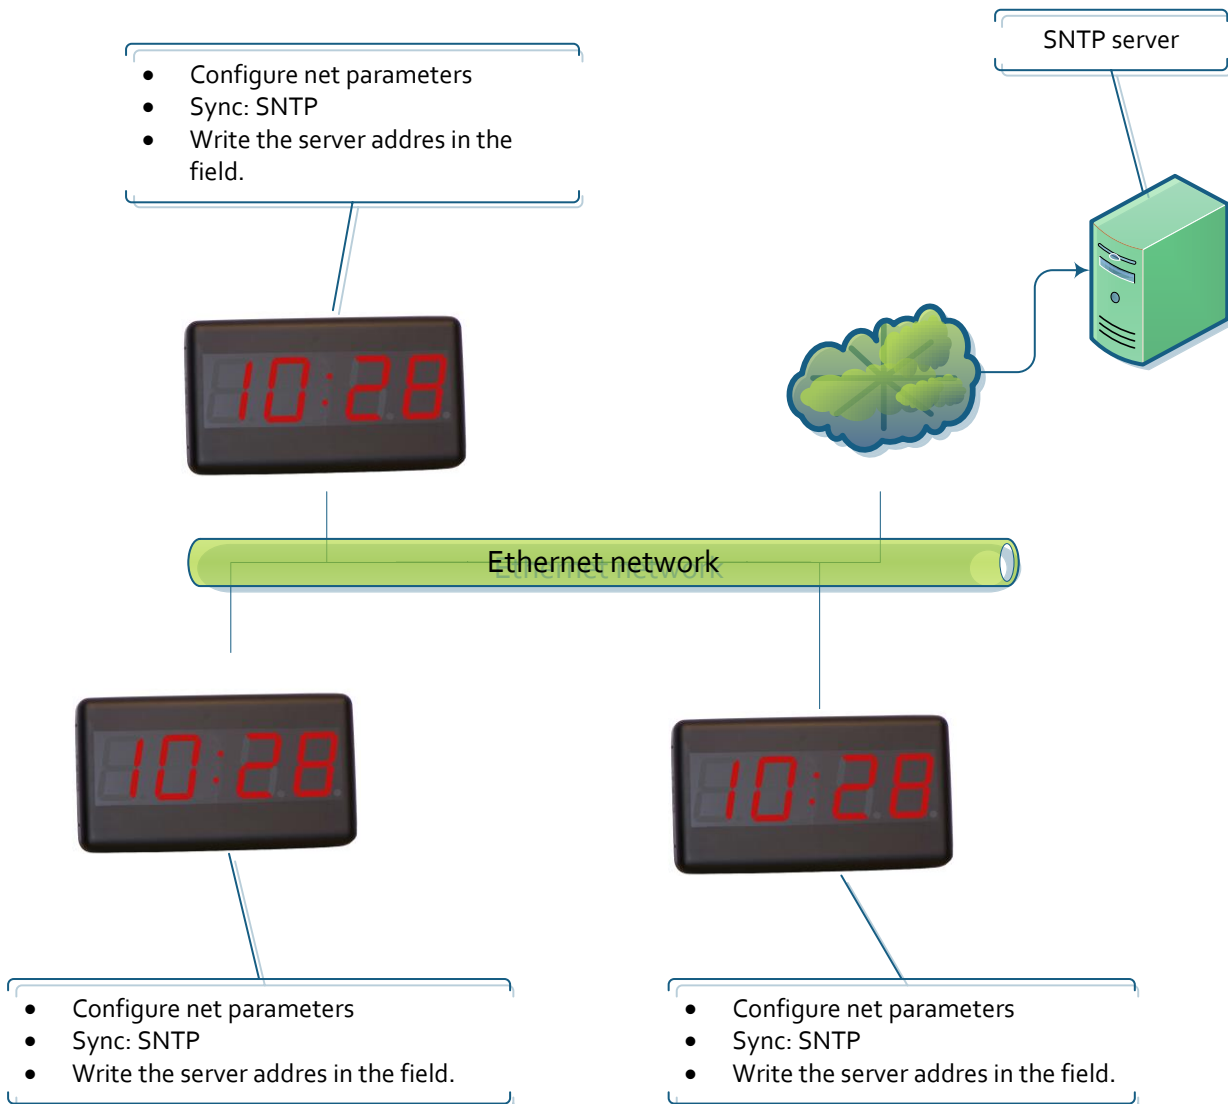 SNTP server
• Configure net parameters
• Sync: SNTP
• Write the server addres in the
field.
10:28
Ethernet network
10:28
10:28
• Configure net parameters
• Sync: SNTP
• Write the server addres in the field.
• Configure net parameters
• Sync: SNTP
• Write the server addres in the field.